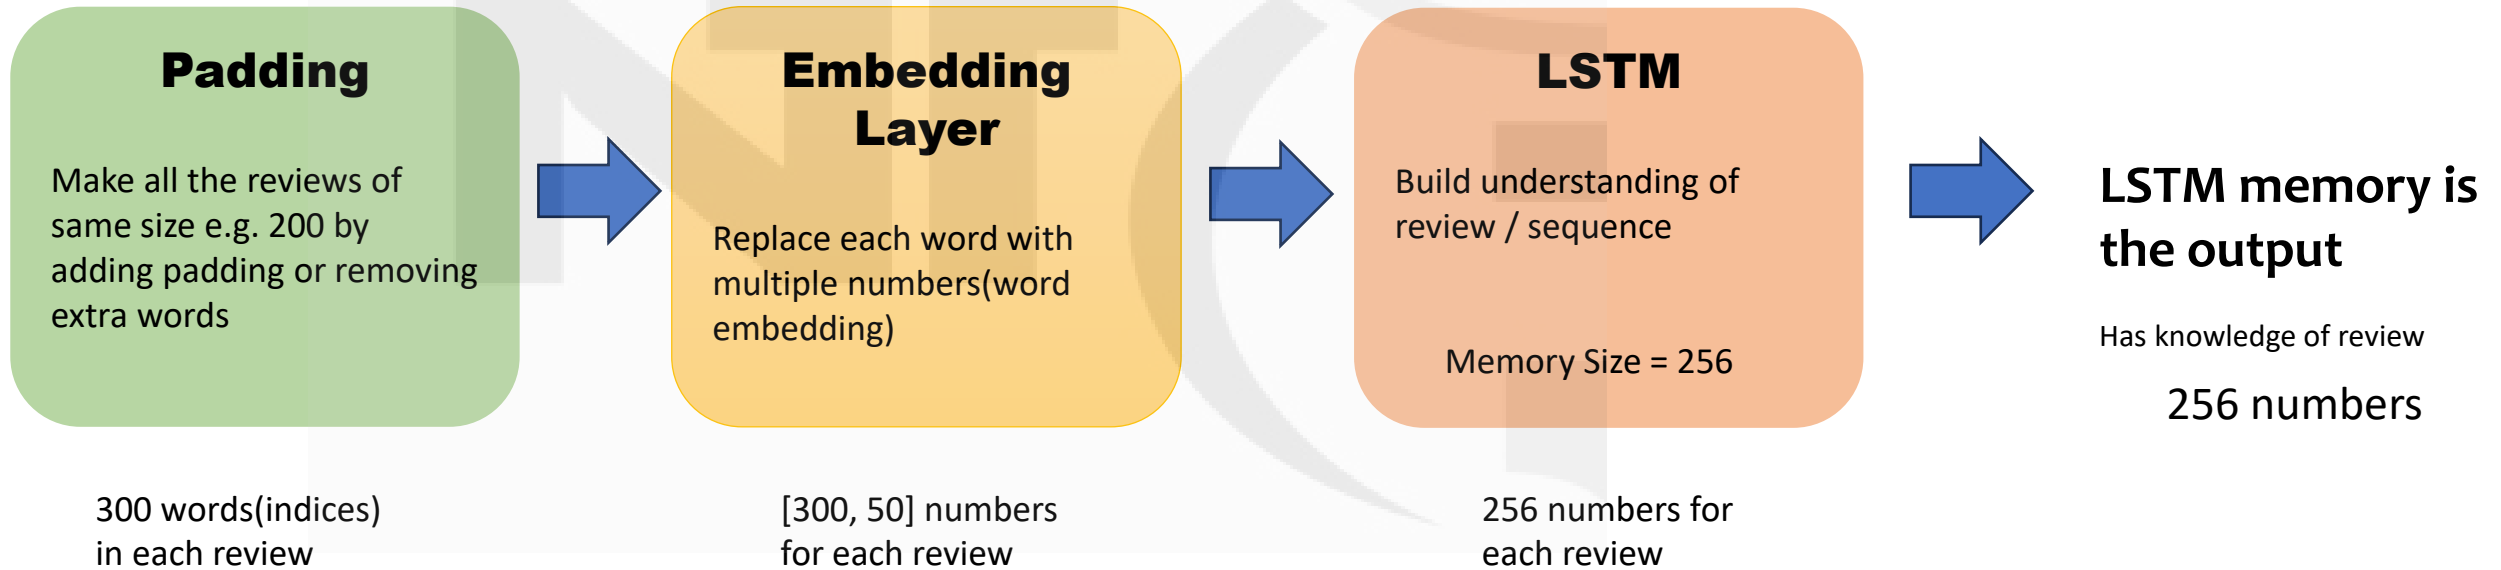 Padding
Make all the reviews of
same size e.g. 200 by
adding padding or removing
extra words
300 words(indices)
in each review
Embedding
Layer
Replace each word with
multiple numbers(word
embedding)
[300, 50] numbers
for each review
LSTM
Build understanding of
review / sequence
Memory Size = 256
256 numbers for
each review
LSTM memory is
the output
Has knowledge of review
256 numbers